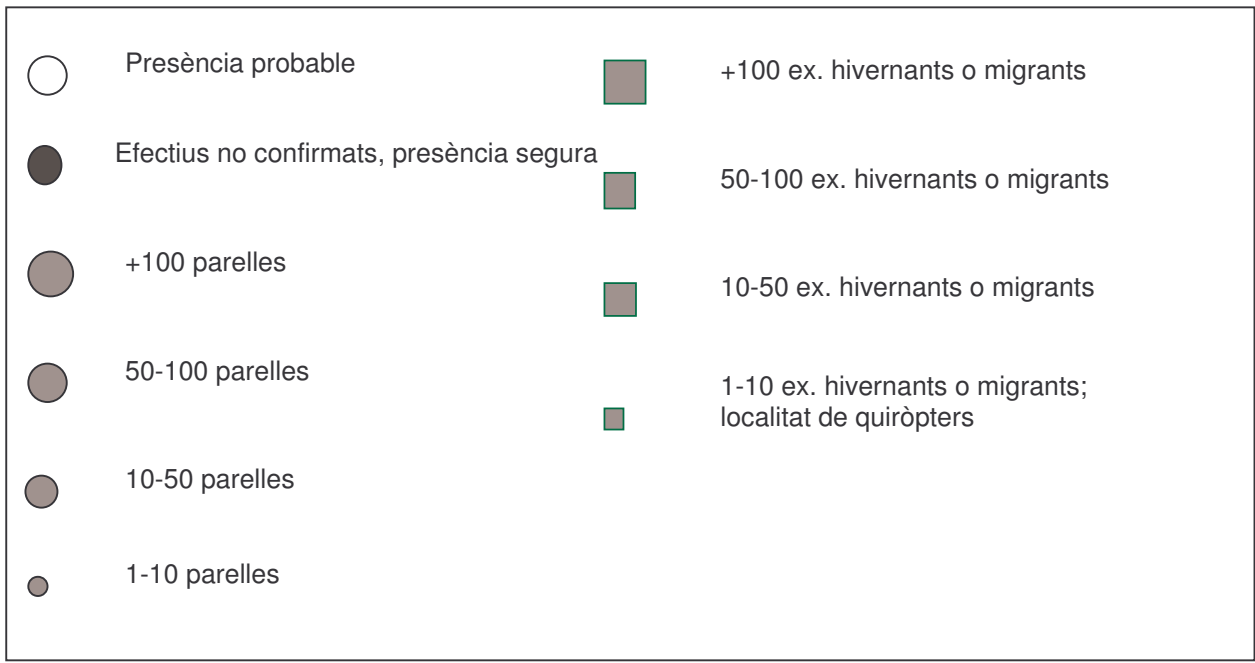 Presència probable
Efectius no confirmats, presència segura
+100 parelles
50-100 parelles
10-50 parelles
1-10 parelles
+100 ex. hivernants o migrants
50-100 ex. hivernants o migrants
10-50 ex. hivernants o migrants
1-10 ex. hivernants o migrants;
localitat de quiròpters